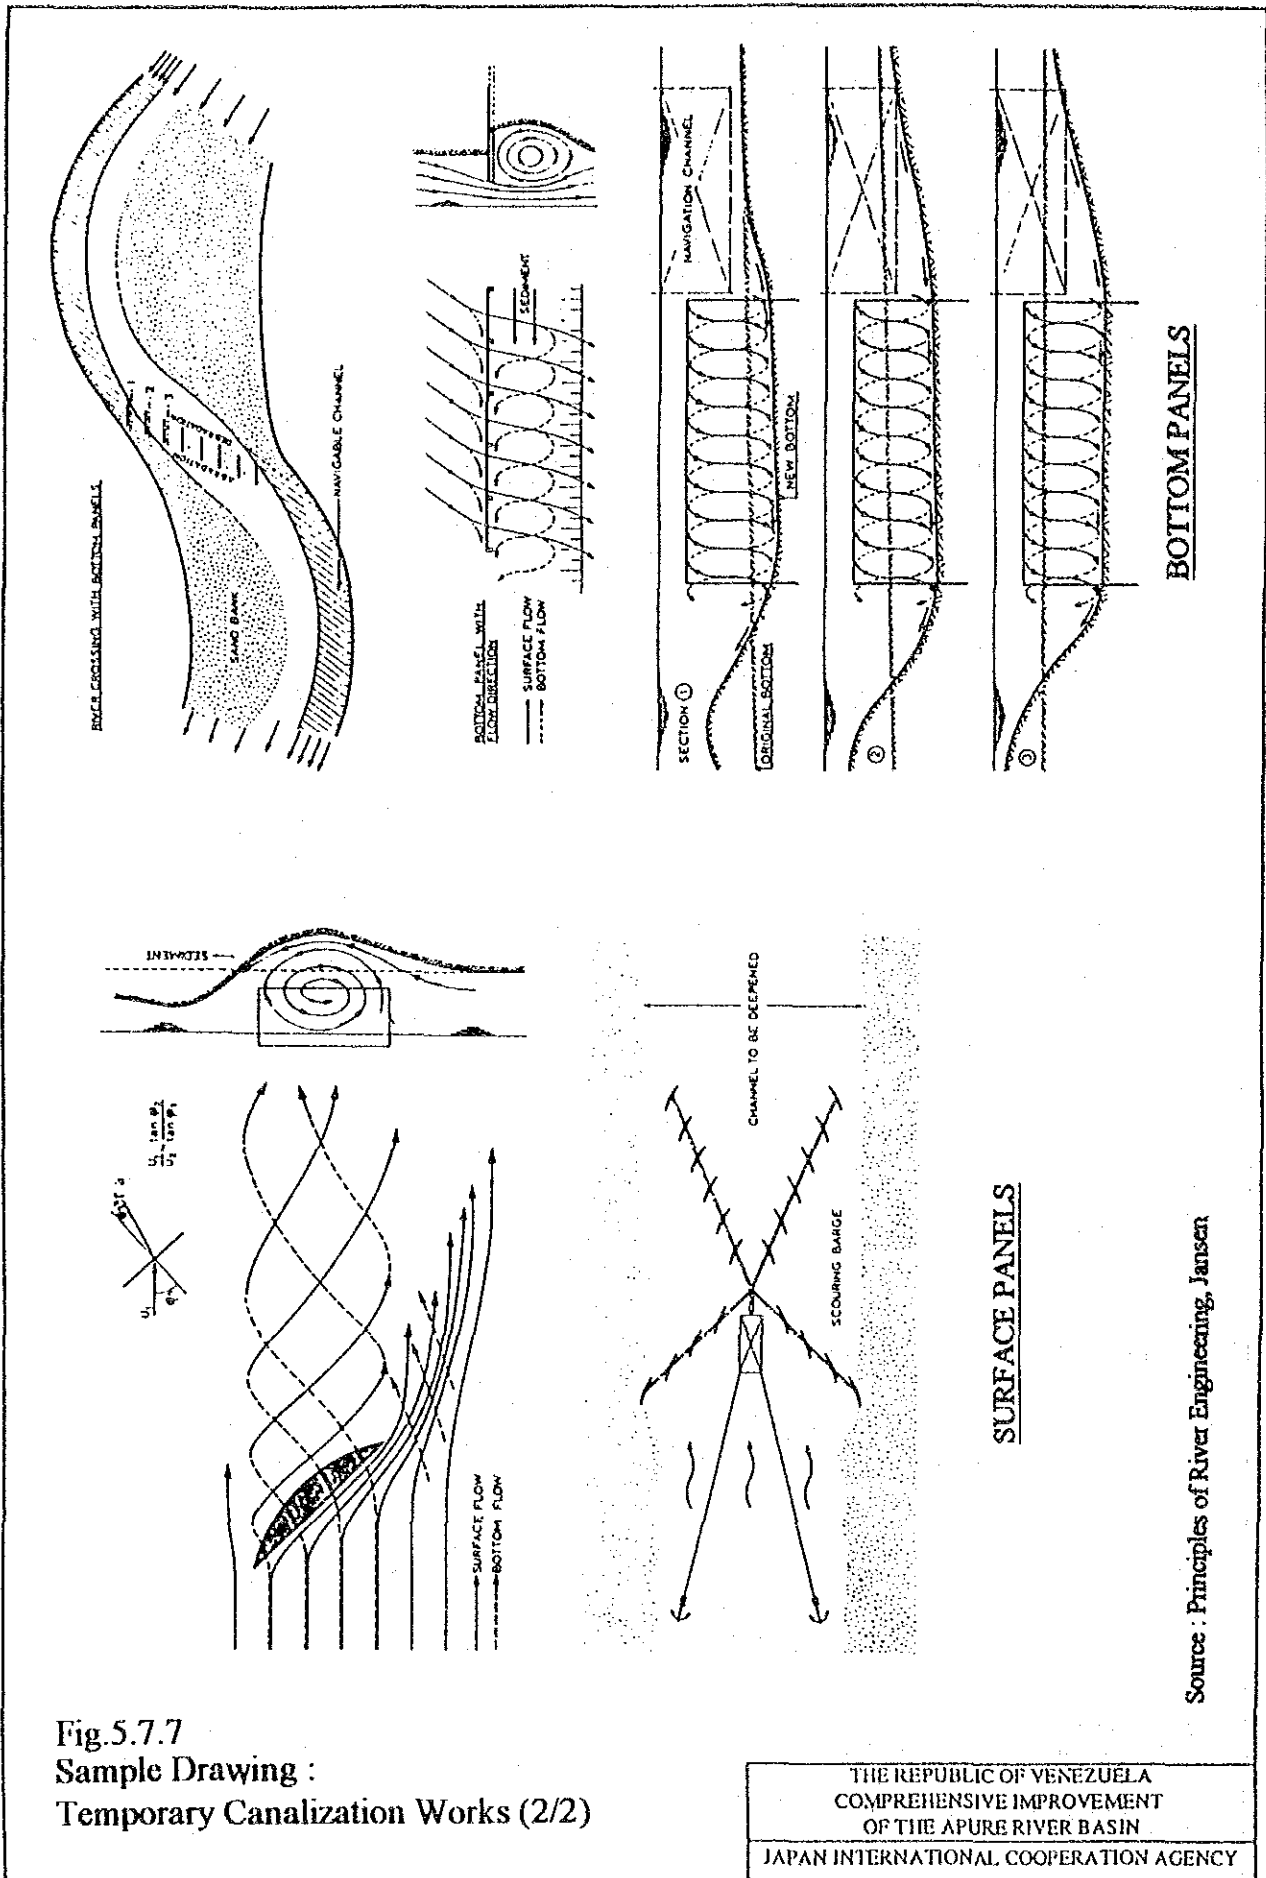 RIVER CROSSING WITH BOTTOM PANELS
1
2
3
DEGRADATION
SAND BANK
NAVIGABLE CHANNEL
BOTTOM PANEL WITH
FLOW DIRECTION
SURFACE FLOW
BOTTOM FLOW
SEDIMENT
SECTION ①
ORIGINAL BOTTOM
NEW BOTTOM
NAVIGATION CHANNEL
②
③
BOTTOM PANELS
SEDIMENT
SURFACE FLOW
BOTTOM FLOW
CHANNEL TO BE DEEPENED
SCOURING BARGE
SURFACE PANELS
Source : Principles of River Engineering, Jansen
Fig.5.7.7
Sample Drawing :
Temporary Canalization Works (2/2)
THE REPUBLIC OF VENEZUELA
COMPREHENSIVE IMPROVEMENT
OF THE APURE RIVER BASIN
JAPAN INTERNATIONAL COOPERATION AGENCY